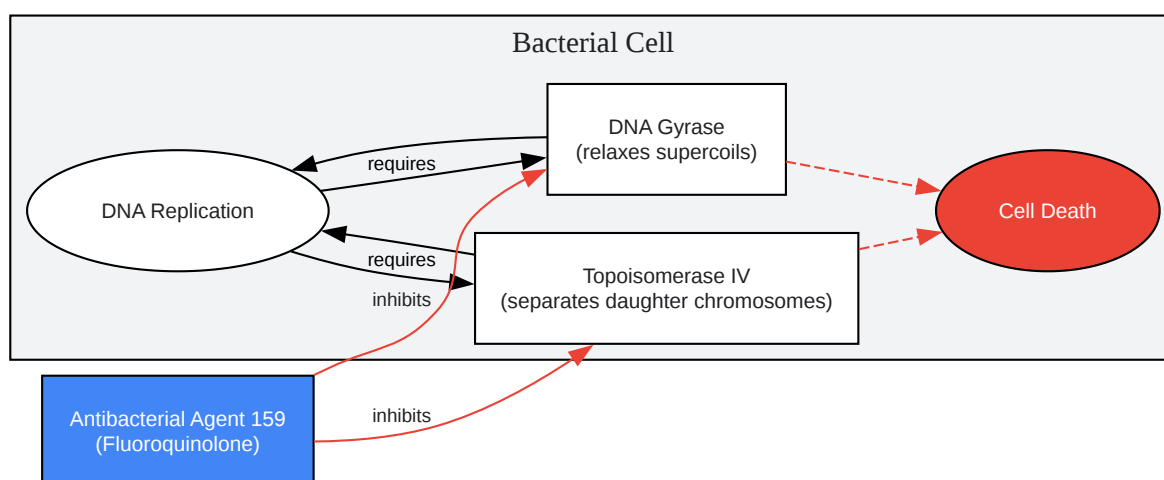 Bacterial Cell
DNA Gyrase
(relaxes supercoils)
requires
DNA Replication
Cell Death
requires
Topoisomerase IV
(separates daughter chromosomes)
inhibits
Antibacterial Agent 159
(Fluoroquinolone)
inhibits